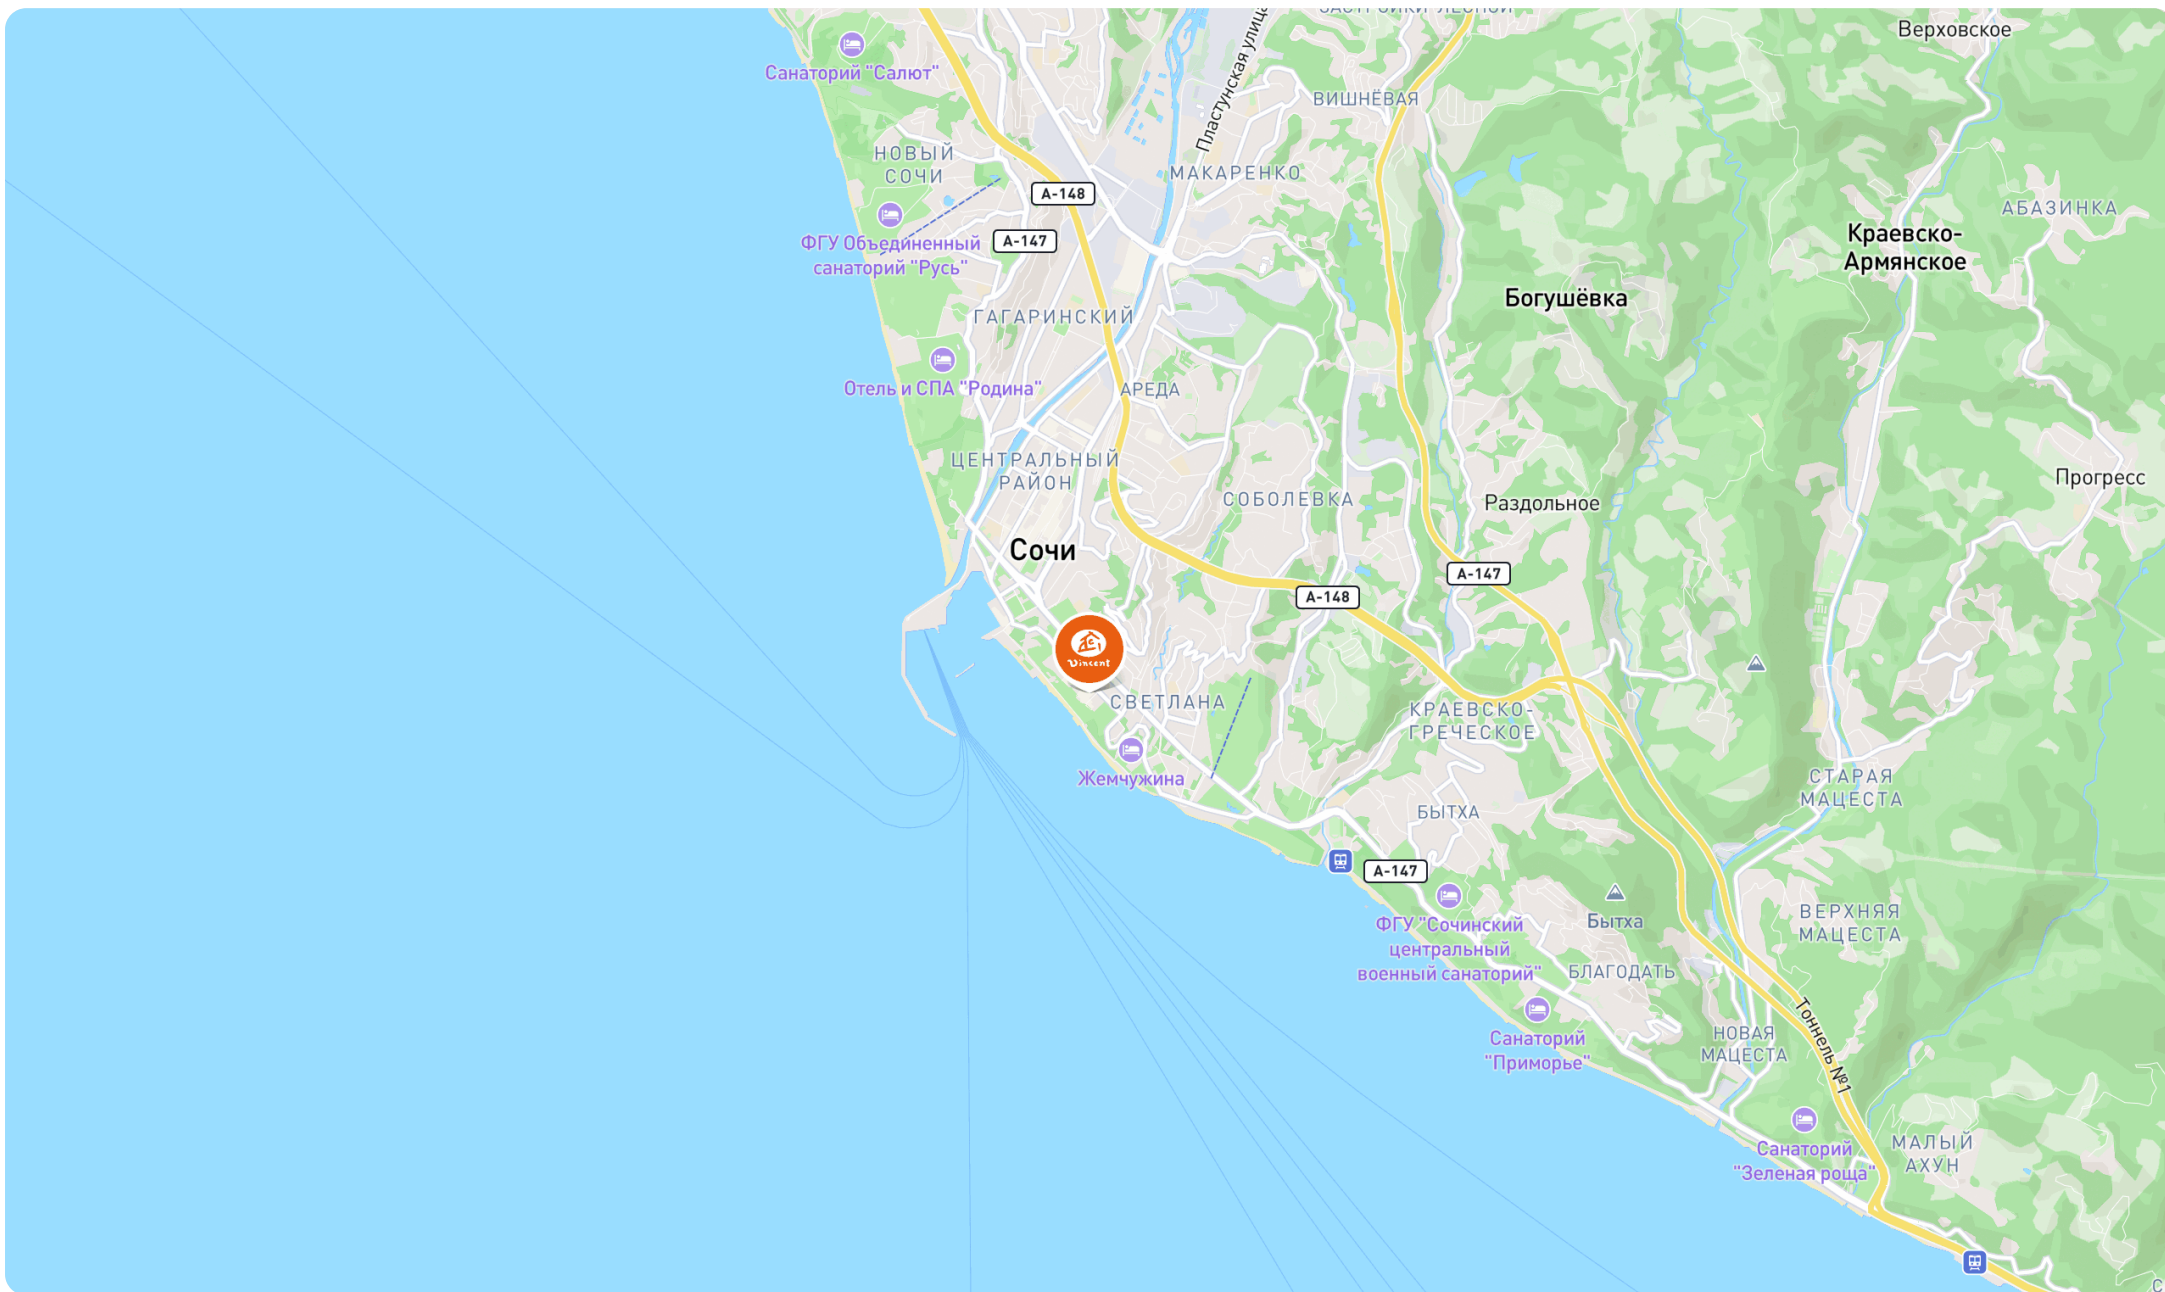 ЗАСТРОЙКИ ЛЕСНОЙ
Верховское
Санаторий "Салют"
Пластунская улица
ВИШНЁВАЯ
НОВЫЙ
СОЧИ
МАКАРЕНКО
А-148
АБАЗИНКА
ФГУ Объединенный
санаторий "Русь"
А-147
Краевско-
Армянское
Богушёвка
ГАГАРИНСКИЙ
Отель и СПА "Родина"
АРЕДА
ЦЕНТРАЛЬНЫЙ
РАЙОН
СОБОЛЕВКА
Раздольное
Прогресс
Сочи
А-147
А-148
Vincent
СВЕТЛАНА
КРАЕВСКО-
ГРЕЧЕСКОЕ
Жемчужина
СТАРАЯ
МАЦЕСТА
БЫТХА
А-147
ФГУ "Сочинский
центральный
военный санаторий"
Бытха
ВЕРХНЯЯ
МАЦЕСТА
БЛАГОДАТЬ
Санаторий
"Приморье"
НОВАЯ
МАЦЕСТА
Тоннель №1
Санаторий
"Зеленая роща"
МАЛЫЙ
АХУН